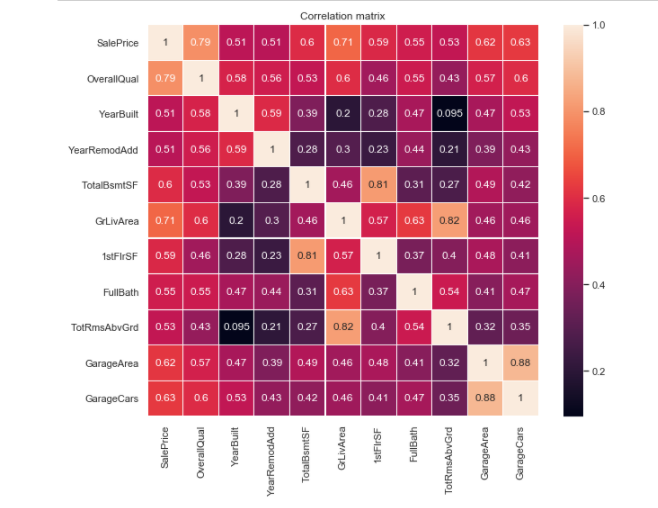 Correlation matrix
SalePrice 1 0.79 0.51 0.51 0.6 0.71 0.59 0.55 0.53 0.62 0.63
OverallQual 0.79 1 0.58 0.56 0.53 0.6 0.46 0.55 0.43 0.57 0.6
YearBuilt 0.51 0.58 1 0.59 0.39 0.2 0.28 0.47 0.095 0.47 0.53
YearRemodAdd 0.51 0.56 0.59 1 0.28 0.3 0.23 0.44 0.21 0.39 0.43
TotalBsmtSF 0.6 0.53 0.39 0.28 1 0.46 0.81 0.31 0.27 0.49 0.42
GrLivArea 0.71 0.6 0.2 0.3 0.46 1 0.57 0.63 0.82 0.46 0.46
1stFlrSF 0.59 0.46 0.28 0.23 0.81 0.57 1 0.37 0.4 0.48 0.41
FullBath 0.55 0.55 0.47 0.44 0.31 0.63 0.37 1 0.54 0.41 0.47
TotRmsAbvGrd 0.53 0.43 0.095 0.21 0.27 0.82 0.4 0.54 1 0.32 0.35
GarageArea 0.62 0.57 0.47 0.39 0.49 0.46 0.48 0.41 0.32 1 0.88
GarageCars 0.63 0.6 0.53 0.43 0.42 0.46 0.41 0.47 0.35 0.88 1
SalePrice OverallQual YearBuilt YearRemodAdd TotalBsmtSF GrLivArea 1stFlrSF FullBath TotRmsAbvGrd GarageArea GarageCars
1.0
0.8
0.6
0.4
0.2